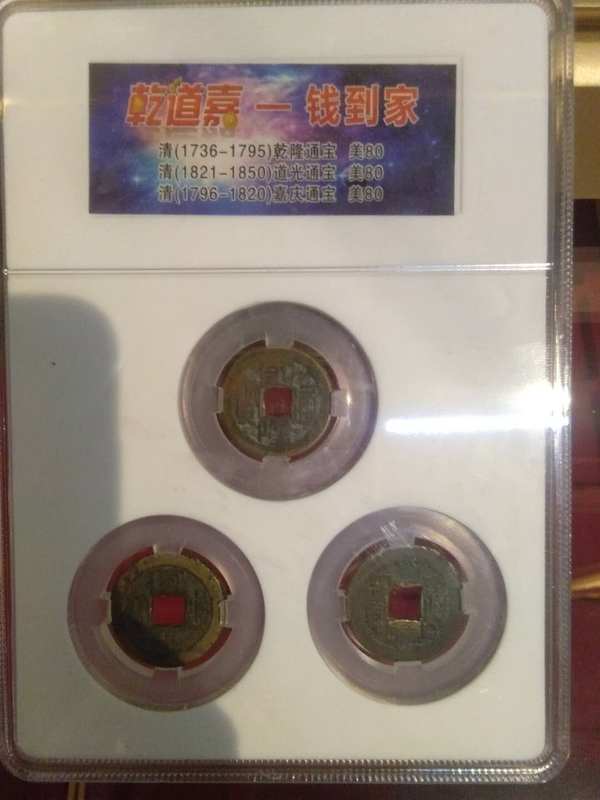 乾道嘉 一 钱到家
清(1736-1795)乾隆通宝 美80
清(1821-1850)道光通宝 美80
清(1796-1820)嘉庆通宝 美80